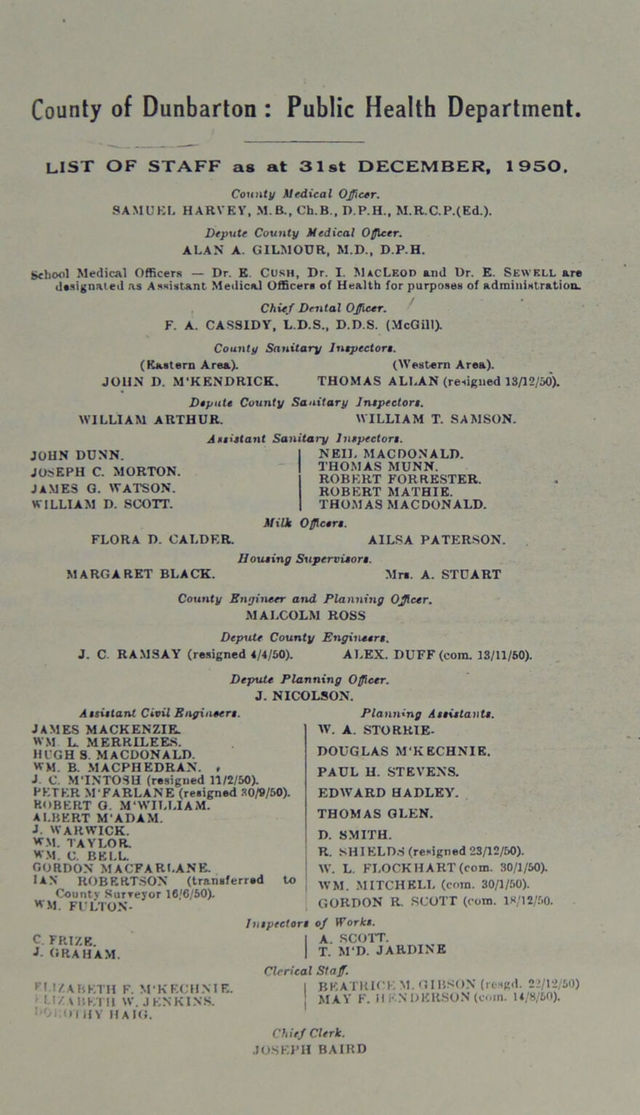 County of Dunbarton : Public Health Department.
LIST OF STAFF as at 31st DECEMBER, 1950.
County Medical Officer.
SAMUEL HARVEY, M.B., Ch.B., D.P.H., M.R.C.P.(Ed.).
Depute County Medical Officer.
ALAN A. GILMOUR, M.D., D.P.H.
School Medical Officers — Dr. E. CUSH, Dr. I. MACLEOD and Dr. E. SEWELL are
designated as Assistant Medical Officers of Health for purposes of administration.
Chief Dental Officer.
F. A. CASSIDY, L.D.S., D.D.S. (McGill).
County Sanitary Inspectors.
(Eastern Area). (Western Area).
JOHN D. M'KENDRICK. THOMAS ALLAN (resigned 13/12/50).
Depute County Sanitary Inspectors.
WILLIAM ARTHUR. WILLIAM T. SAMSON.
Assistant Sanitary Inspectors.
JOHN DUNN.
JOSEPH C. MORTON.
JAMES G. WATSON.
WILLIAM D. SCOTT.
NEIL MACDONALD.
THOMAS MUNN.
ROBERT FORRESTER.
ROBERT MATHIE.
THOMAS MACDONALD.
Milk Officers.
FLORA D. CALDER. AILSA PATERSON.
Housing Supervisors.
MARGARET BLACK. Mrs. A. STUART
County Engineer and Planning Officer.
MALCOLM ROSS
Depute County Engineers.
J. C. RAMSAY (resigned 4/4/50). ALEX. DUFF (com. 13/11/50).
Depute Planning Officer.
J. NICOLSON.
Assistant Civil Engineers.
JAMES MACKENZIE.
WM. L. MERRILEES.
HUGH S. MACDONALD.
WM. B. MACPHEDRAN.
J. C. M'INTOSH (resigned 11/2/50).
PETER M'FARLANE (resigned 30/9/50).
ROBERT G. M'WILLIAM.
ALBERT M'ADAM.
J. WARWICK.
WM. TAYLOR.
WM. C. BELL.
GORDON MACFARLANE.
IAN ROBERTSON (transferred to
County Surveyor 16/6/50).
WM. FULTON.
Planning Assistants.
W. A. STORRIE.
DOUGLAS M'KECHNIE.
PAUL H. STEVENS.
EDWARD HADLEY.
THOMAS GLEN.
D. SMITH.
R. SHIELDS (resigned 23/12/50).
W. L. FLOCKHART (com. 30/1/50).
WM. MITCHELL (com. 30/1/50).
GORDON R. SCOTT (com. 18/12/50.
Inspectors of Works.
C. FRIZE.
J. GRAHAM.
A. SCOTT.
T. M'D. JARDINE
Clerical Staff.
ELIZABETH F. M'KECHNIE.
ELIZABETH W. JENKINS.
DOROTHY HAIG.
BEATRICE M. GIBSON (resgd. 22/12/50)
MAY F. HENDERSON (com. 14/8/50).
Chief Clerk.
JOSEPH BAIRD